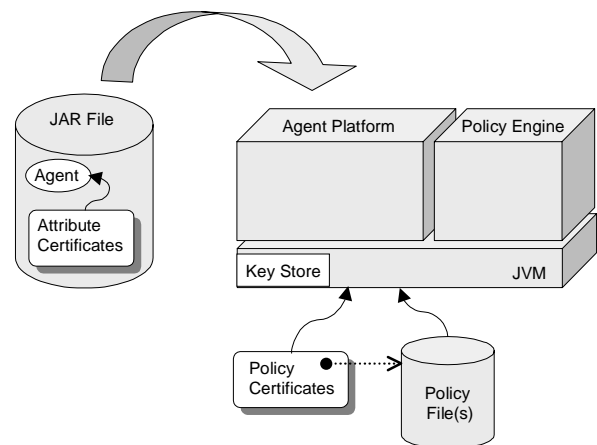 JAR File
Agent
Attribute
Certificates
Agent Platform
Policy Engine
Key Store
JVM
Policy
Certificates
Policy
File(s)